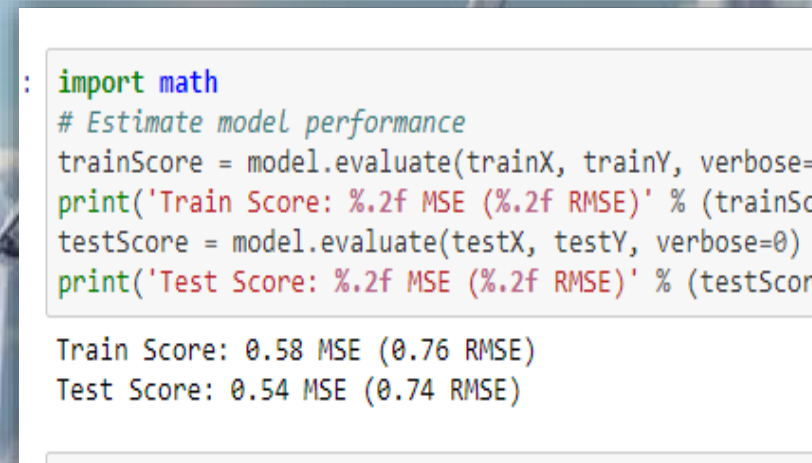 : import math
# Estimate model performance
trainScore = model.evaluate(trainX, trainY, verbose=
print('Train Score: %.2f MSE (%.2f RMSE)' % (trainSc
testScore = model.evaluate(testX, testY, verbose=0)
print('Test Score: %.2f MSE (%.2f RMSE)' % (testScor
Train Score: 0.58 MSE (0.76 RMSE)
Test Score: 0.54 MSE (0.74 RMSE)